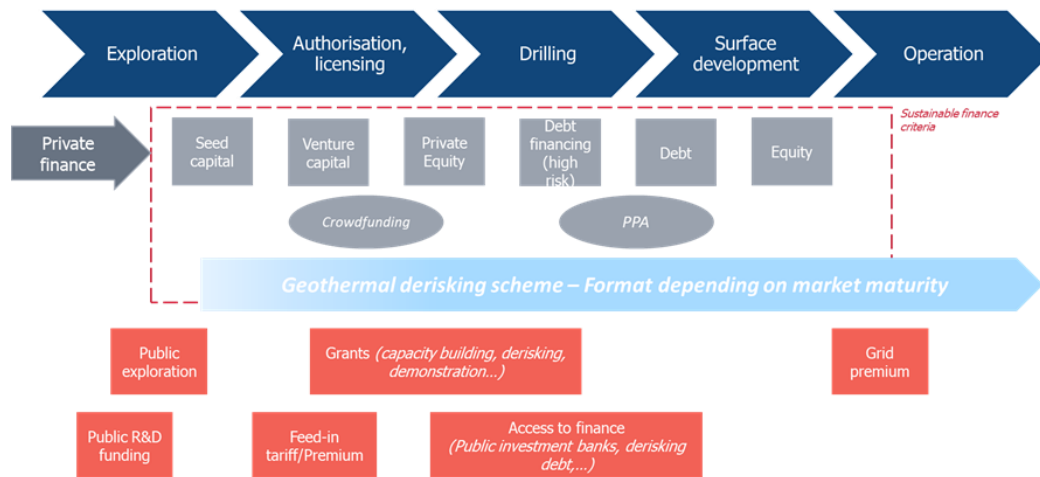 Exploration
Authorisation,
licensing
Drilling
Surface
development
Operation
Sustainable finance
criteria
Private
finance
Seed
capital
Venture
capital
Private
Equity
Debt
financing
(high
risk)
Debt
Equity
Crowdfunding
PPA
Geothermal derisking scheme – Format depending on market maturity
Public
exploration
Grants (capacity building, derisking,
demonstration...)
Grid
premium
Public R&D
funding
Feed-in
tariff/Premium
Access to finance
(Public investment banks, derisking
debt,...)